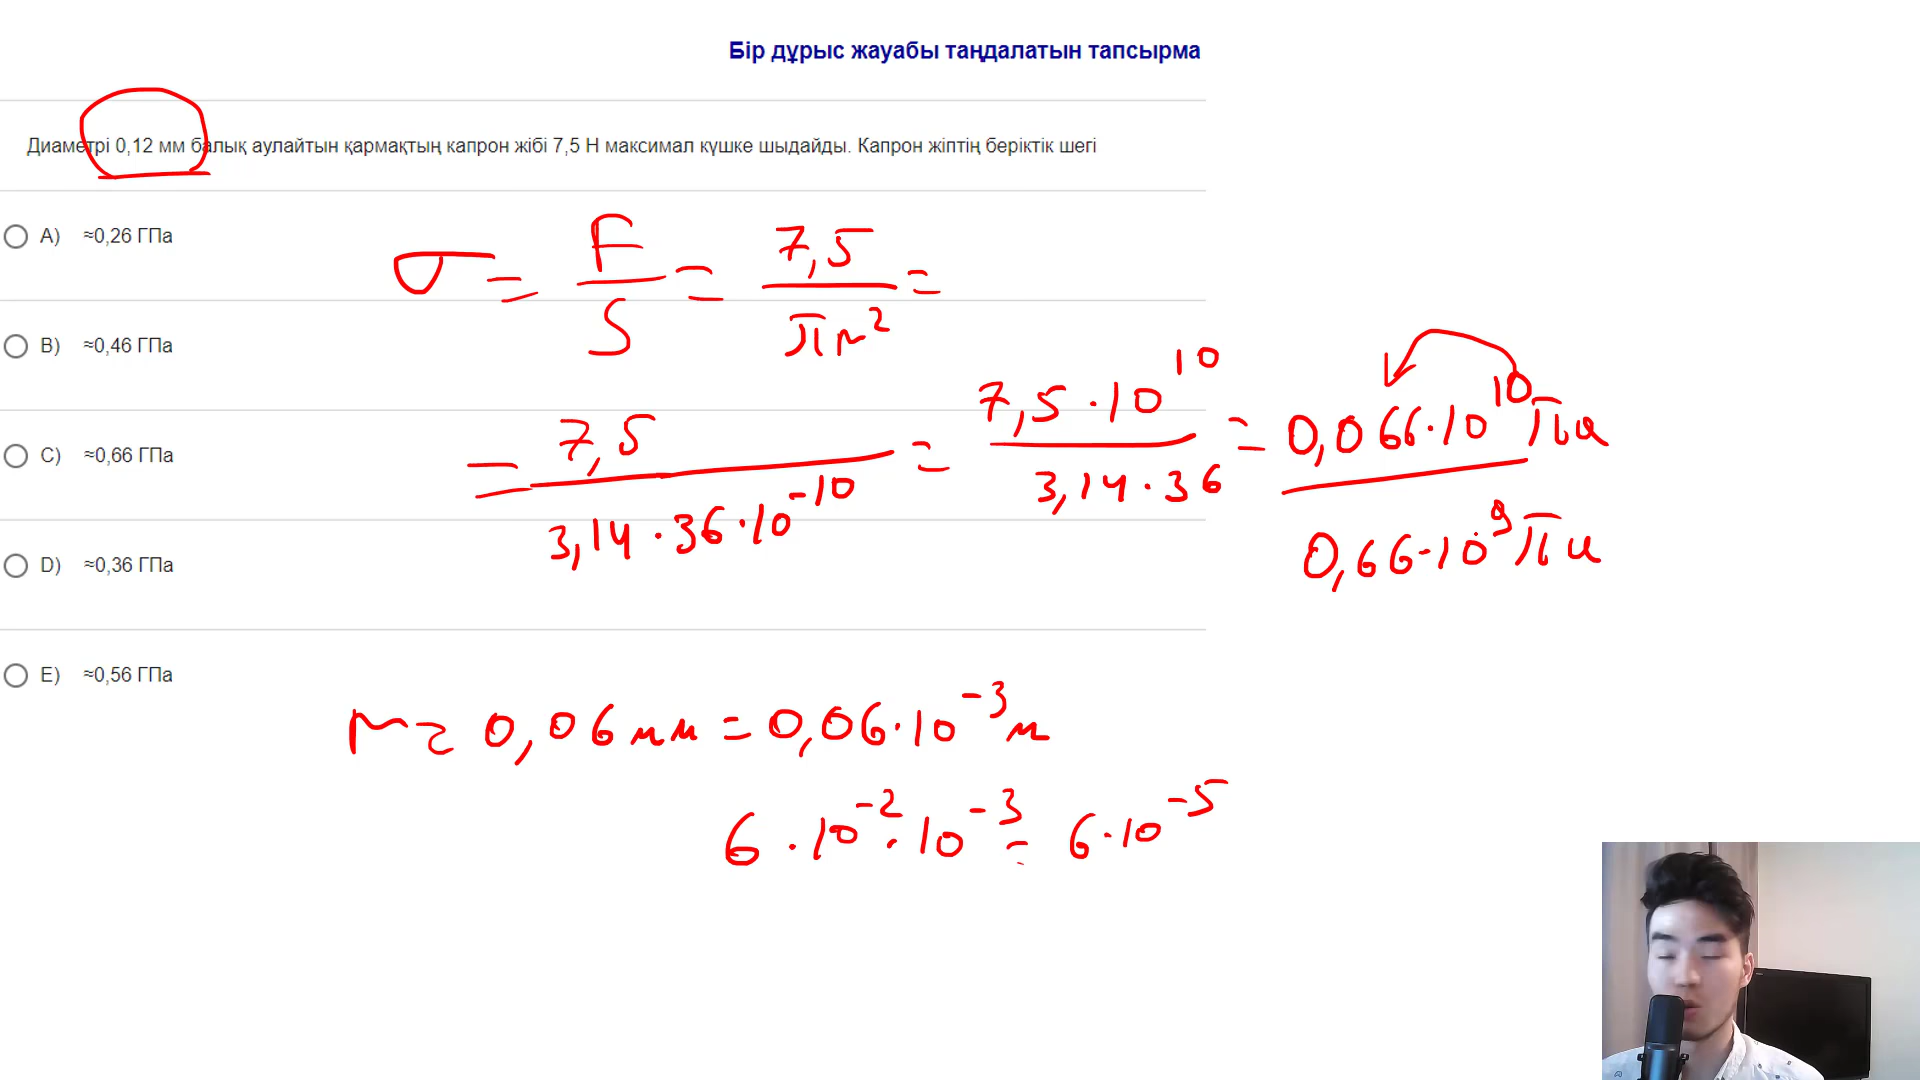 Бір дұрыс жауабы таңдалатын тапсырма
Диаметрі 0,12 мм балық аулайтын қармақтың капрон жібі 7,5 Н максимал күшке шыдайды. Капрон жіптің беріктік шегі
A) ≈0,26 ГПа
B) ≈0,46 ГПа
C) ≈0,66 ГПа
D) ≈0,36 ГПа
E) ≈0,56 ГПа
σ = F/S = 7,5/πr² =
= 7,5/3,14·36·10⁻¹⁰ = 7,5·10¹⁰/3,14·36 = 0,066·10¹⁰ Па
0,66·10⁹ Па
r = 0,06 мм = 0,06·10⁻³ м
6·10⁻²·10⁻³ = 6·10⁻⁵